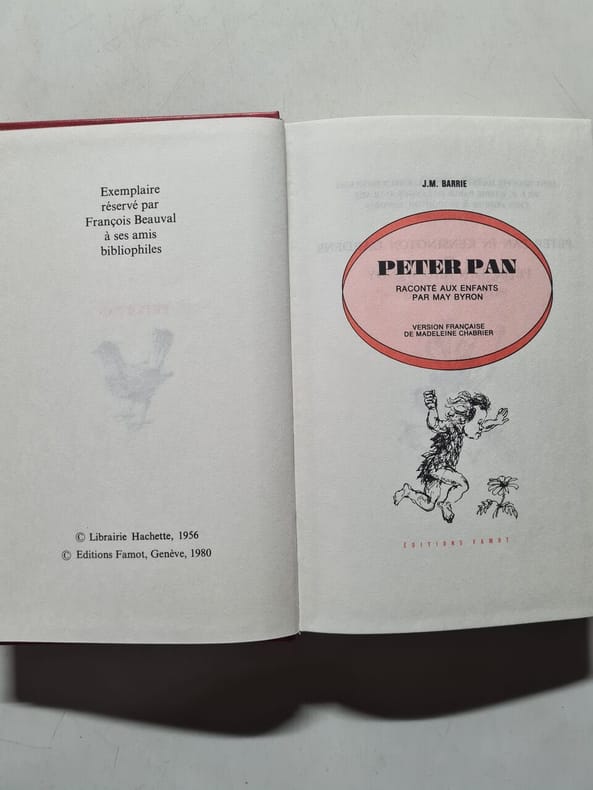 Exemplaire
réservé par
François Beauval
à ses amis
bibliophiles
© Librairie Hachette, 1956
© Editions Famot, Genève, 1980
J.M. BARRIE
PETER PAN
RACONTÉ AUX ENFANTS
PAR MAY BYRON
VERSION FRANÇAISE
DE MADELEINE CHABRIER
ÉDITIONS FAMOT